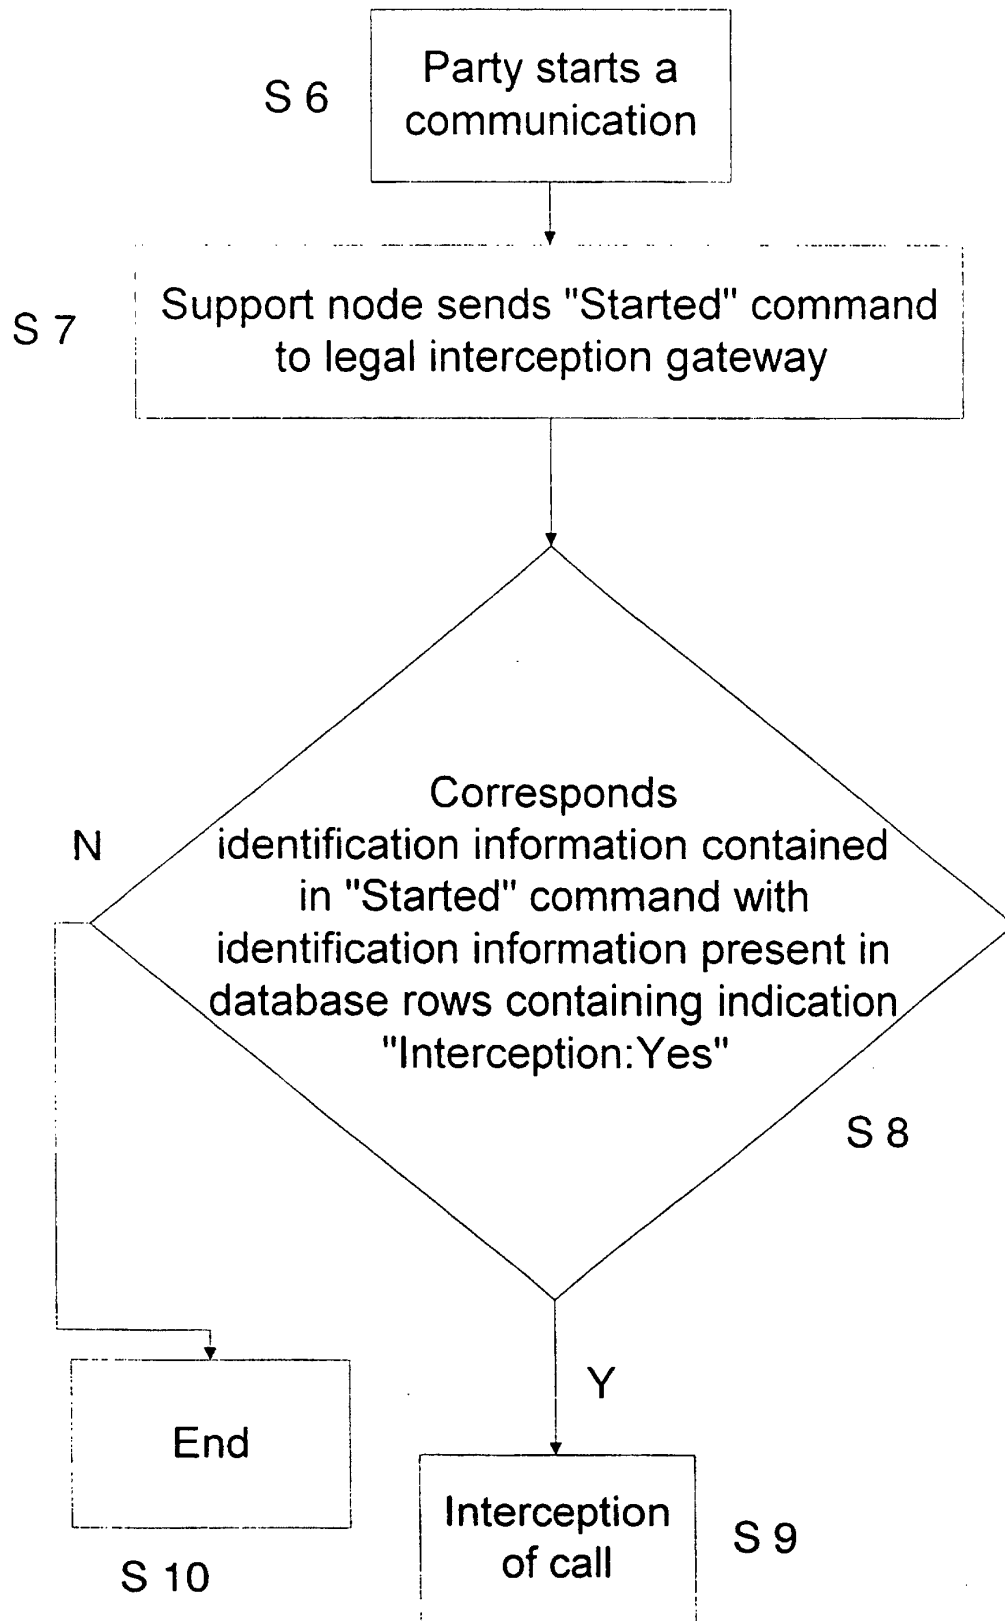 S 6
Party starts a
communication
S 7
Support node sends "Started" command
to legal interception gateway
N
Corresponds
identification information contained
in "Started" command with
identification information present in
database rows containing indication
"Interception:Yes"
S 8
Y
End
S 10
Interception
of call
S 9